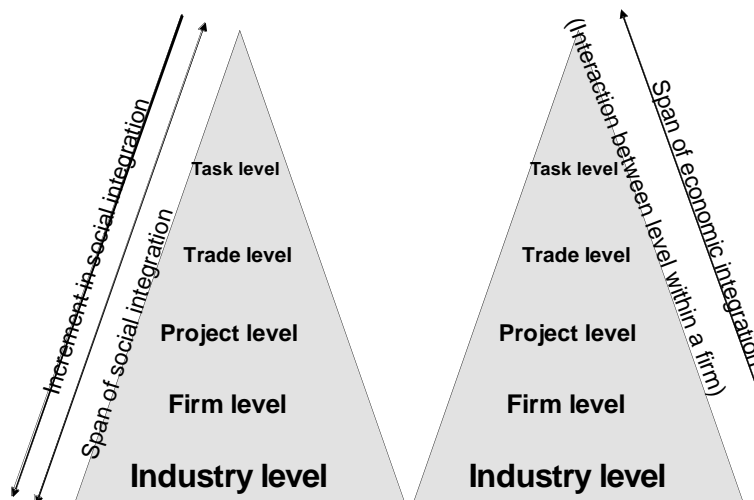 Increment in social integration
Span of social integration
Task level
Trade level
Project level
Firm level
Industry level
Task level
Trade level
Project level
Firm level
Industry level
(Interaction between level within a firm)
Span of economic integration